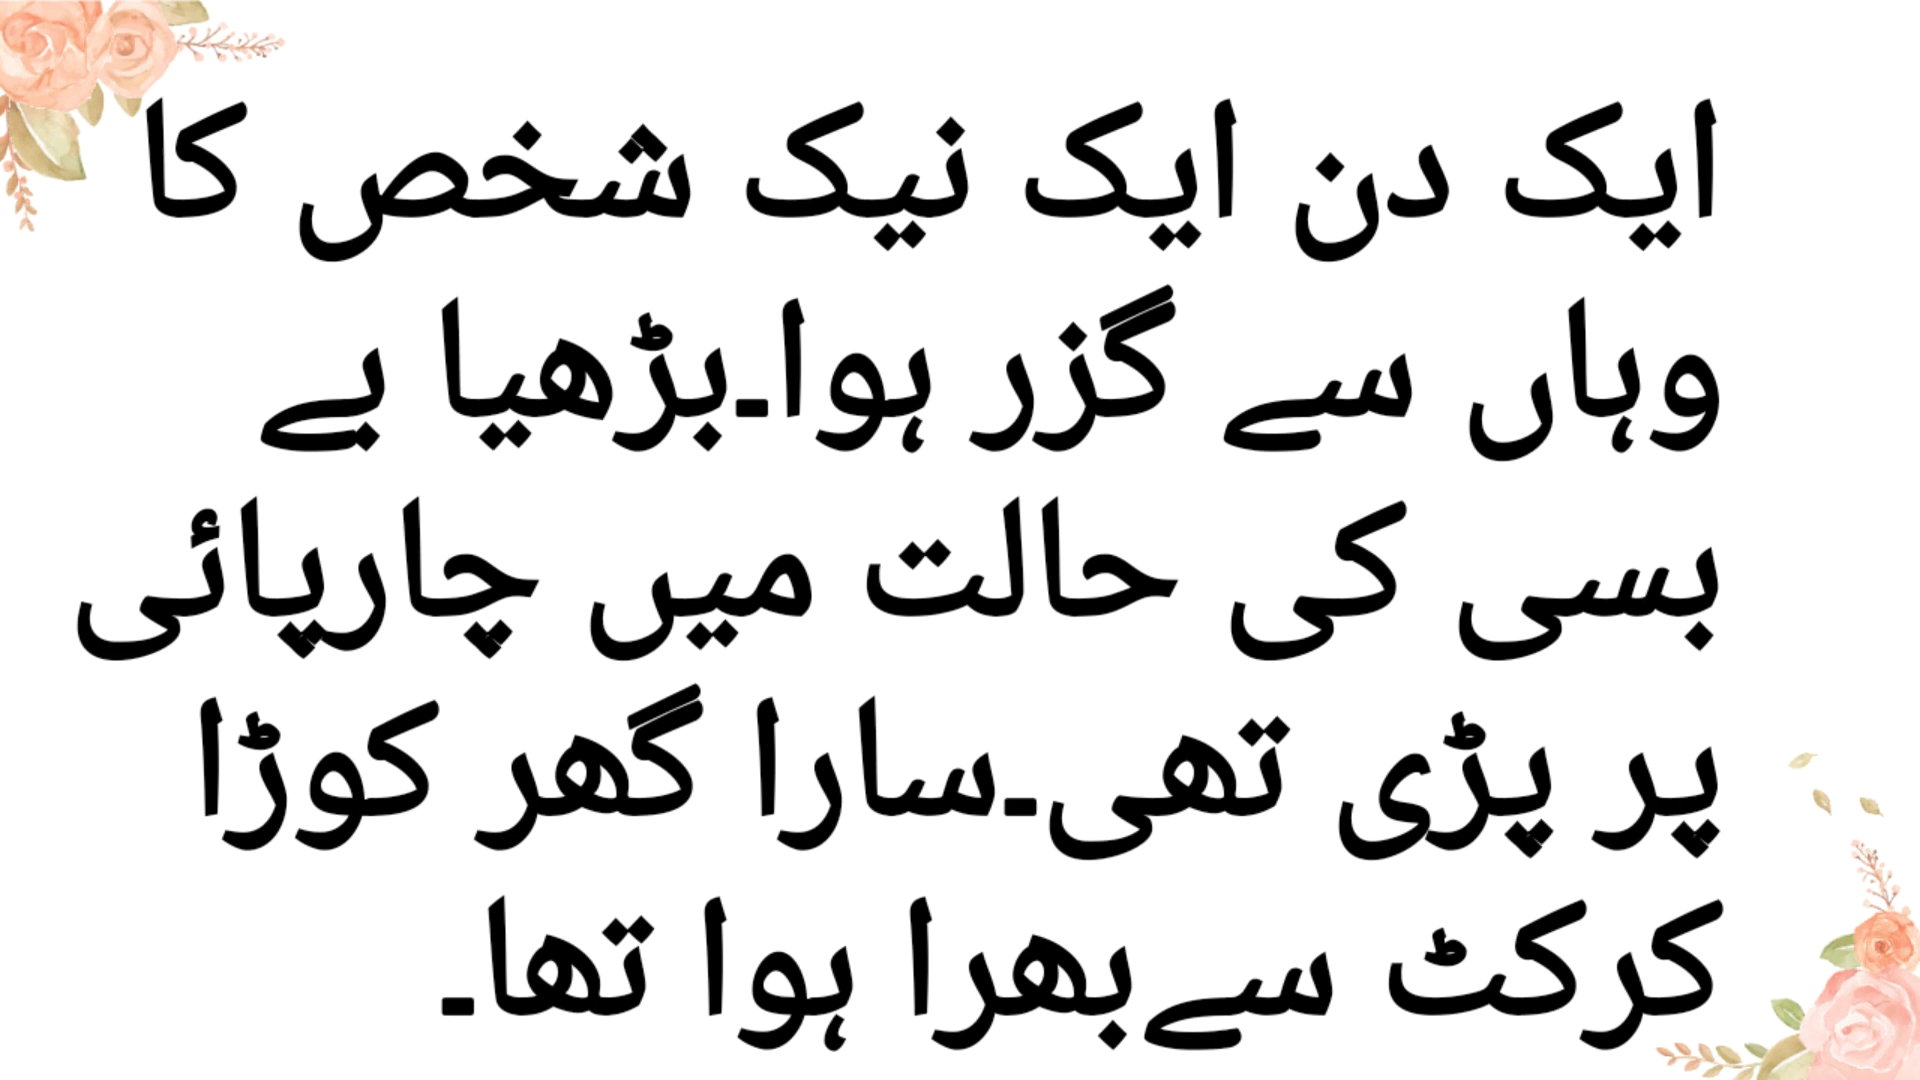 ایک دن ایک نیک شخص کا
وہاں سے گزر ہوا۔بڑھیا بے
بسی کی حالت میں چارپائی
پر پڑی تھی۔سارا گھر کوڑا
کرکٹ سےبھرا ہوا تھا۔